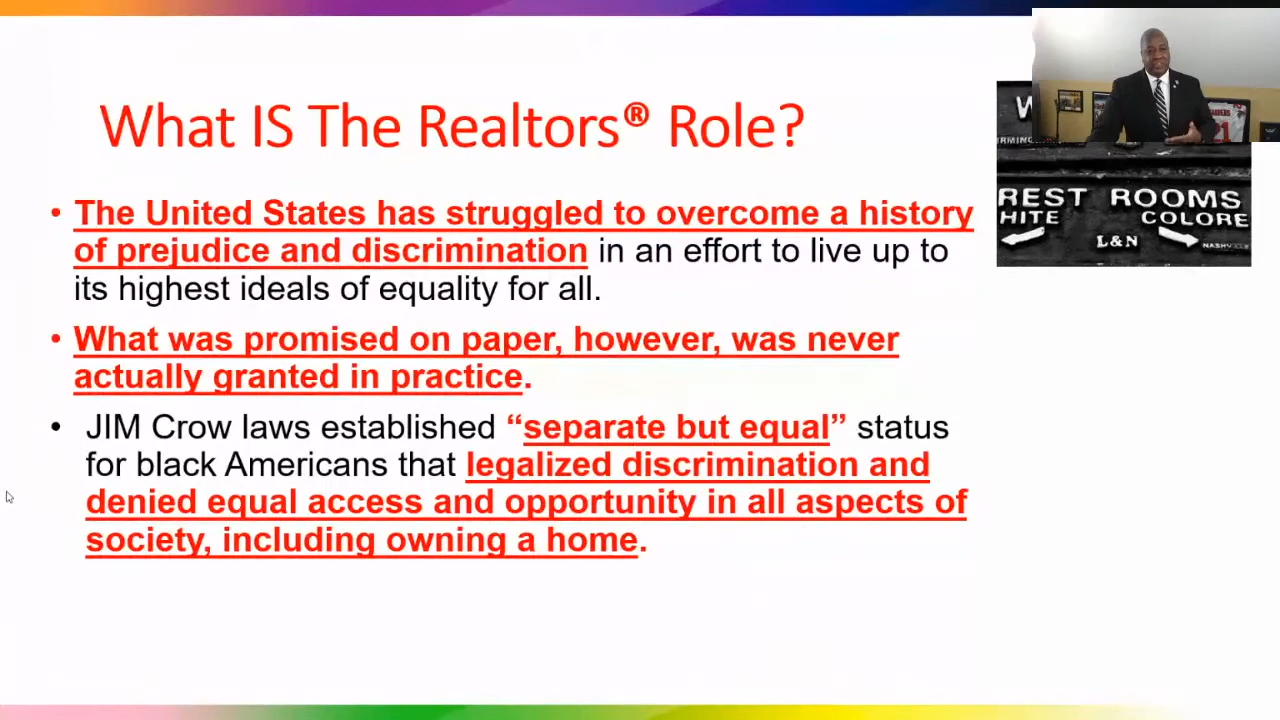 What IS The Realtors® Role?
• The United States has struggled to overcome a history
of prejudice and discrimination in an effort to live up to
its highest ideals of equality for all.
• What was promised on paper, however, was never
actually granted in practice.
• JIM Crow laws established “separate but equal” status
for black Americans that legalized discrimination and
denied equal access and opportunity in all aspects of
society, including owning a home.
REST ROOMS
HITE COLORE
L&N